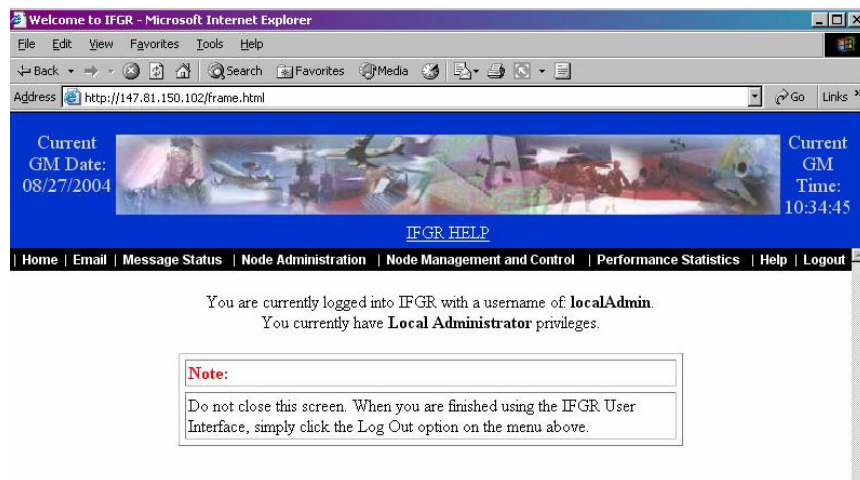 Welcome to IFGR - Microsoft Internet Explorer
File Edit View Favorites Tools Help
Back Search Favorites Media
Address http://147.81.150.102/frame.html Go Links »
Current
GM Date:
08/27/2004
Current
GM
Time:
10:34:45
IFGR HELP
| Home | Email | Message Status | Node Administration | Node Management and Control | Performance Statistics | Help | Logout
You are currently logged into IFGR with a username of: localAdmin.
You currently have Local Administrator privileges.
Note:
Do not close this screen. When you are finished using the IFGR User
Interface, simply click the Log Out option on the menu above.